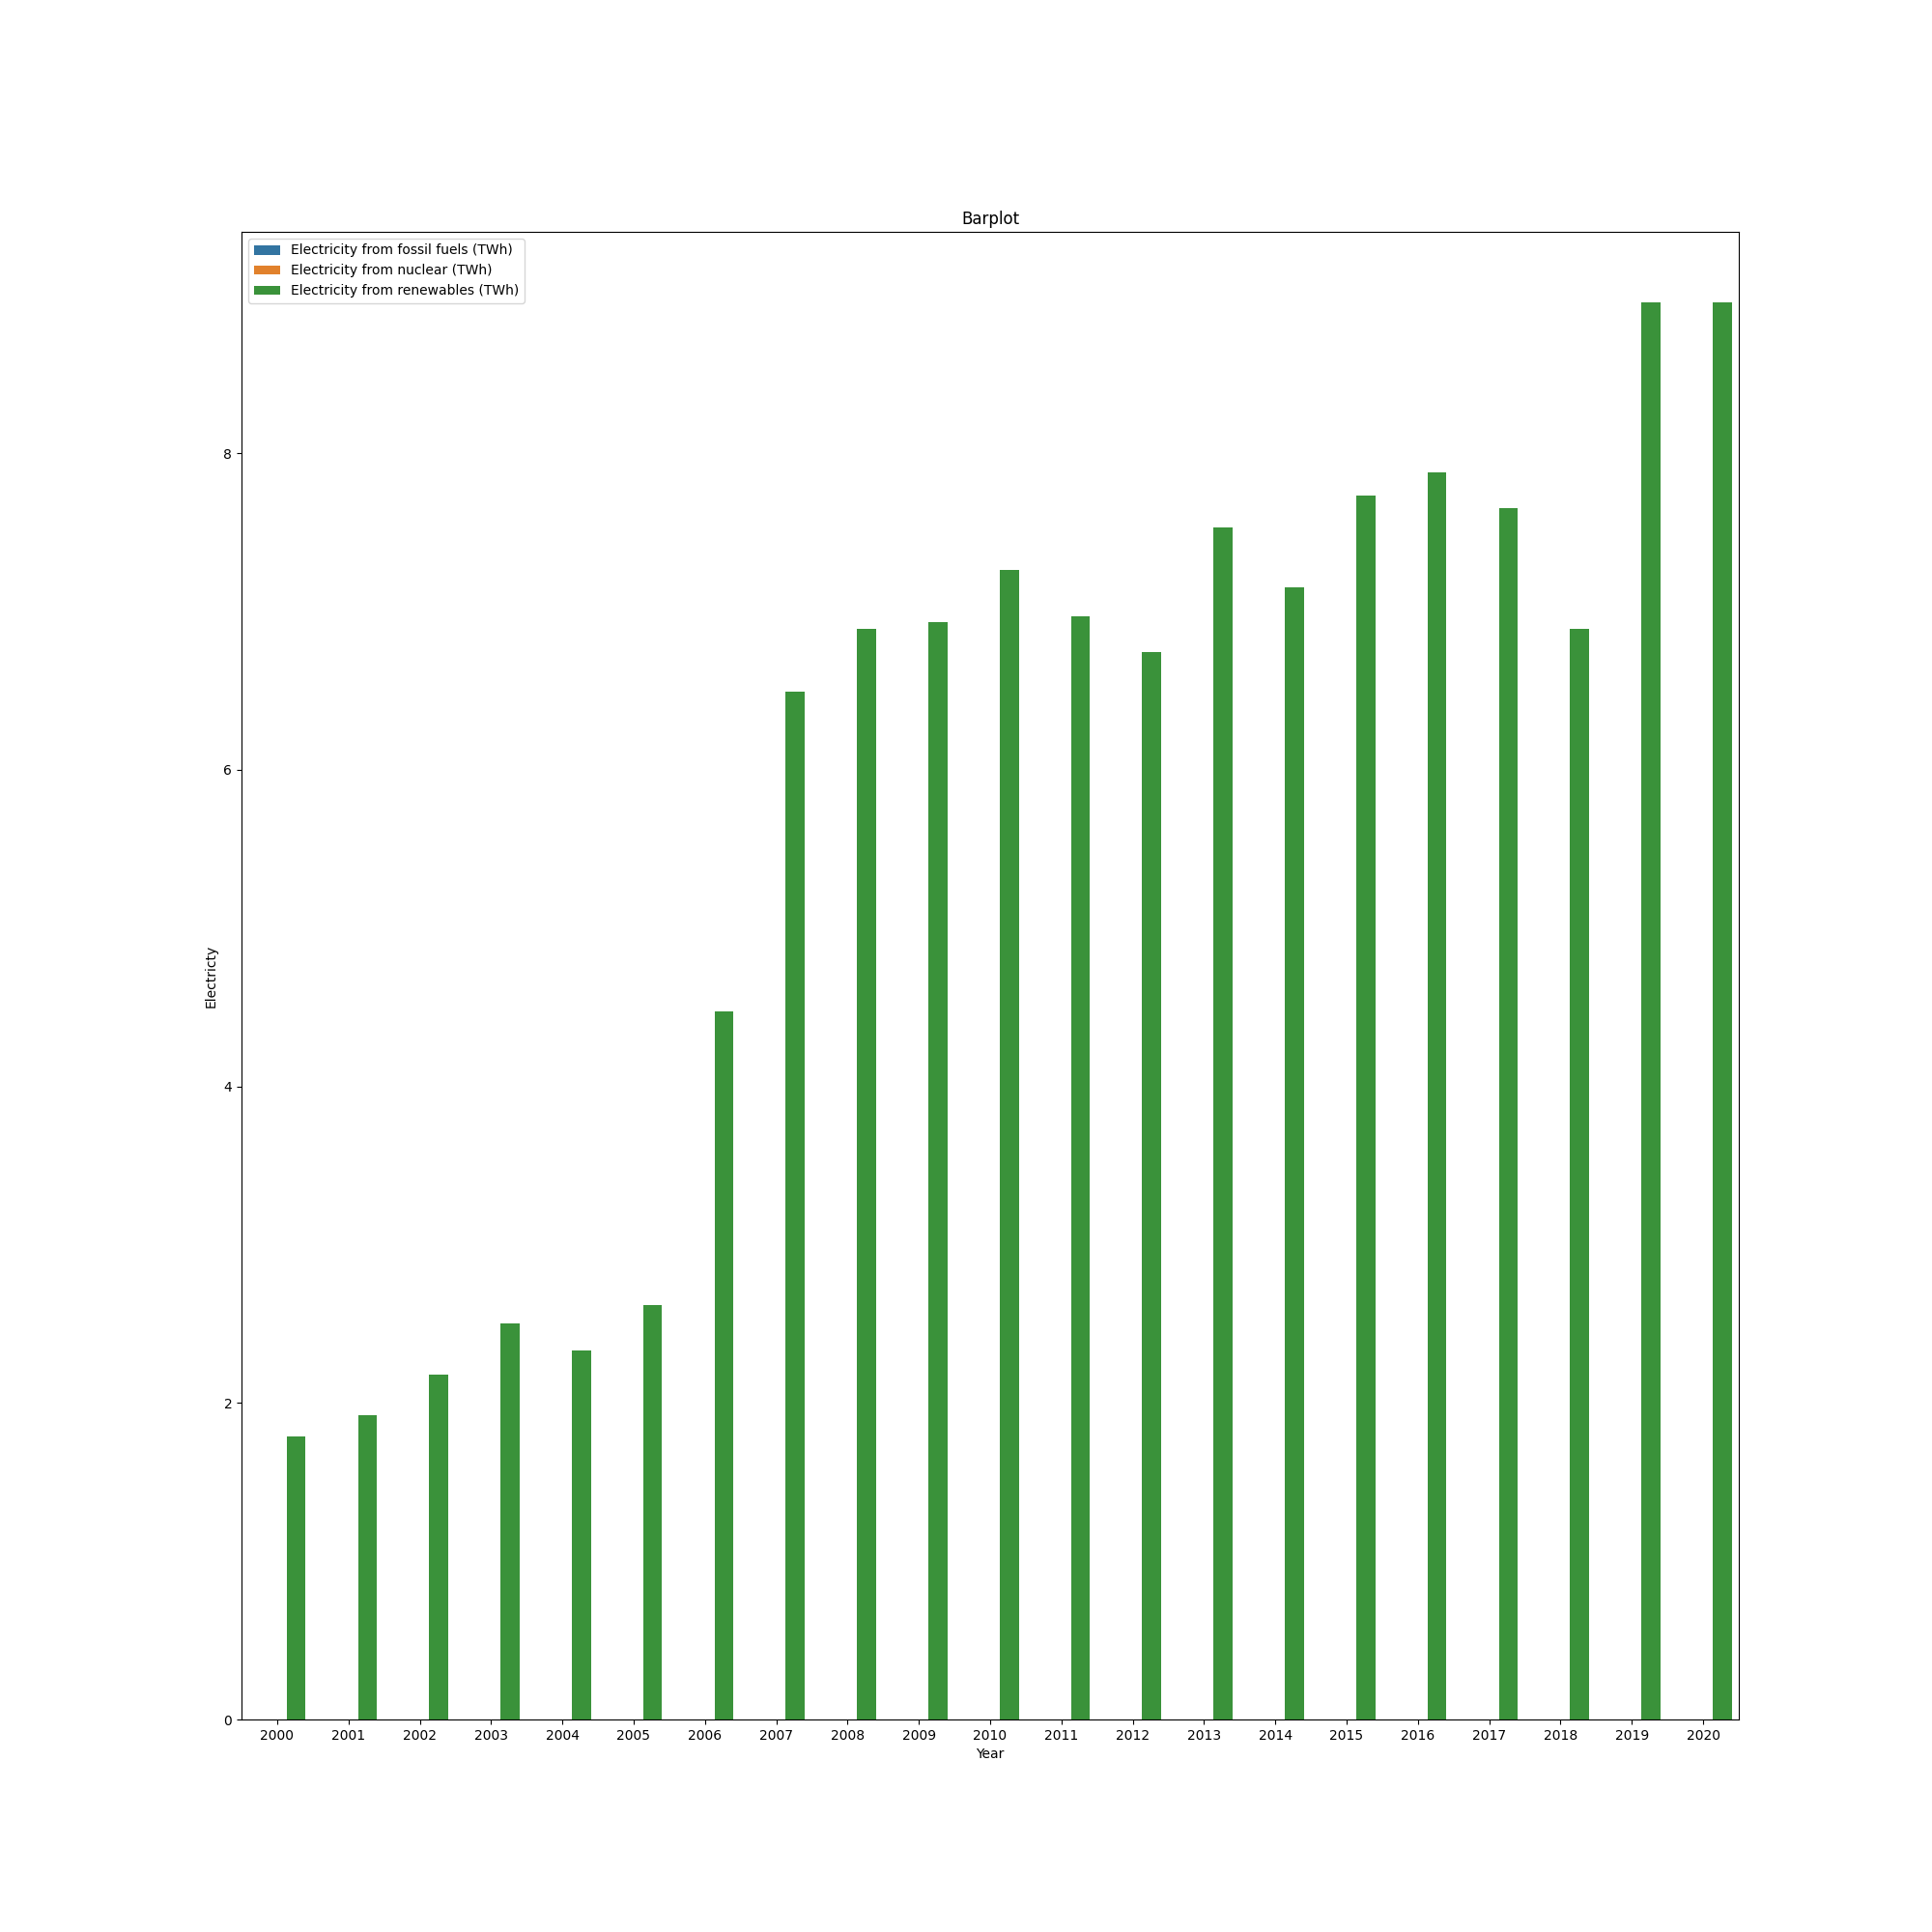 Barplot
Electricity from fossil fuels (TWh)
Electricity from nuclear (TWh)
Electricity from renewables (TWh)
8
6
4
2
0
Electricty
2000 2001 2002 2003 2004 2005 2006 2007 2008 2009 2010 2011 2012 2013 2014 2015 2016 2017 2018 2019 2020
Year